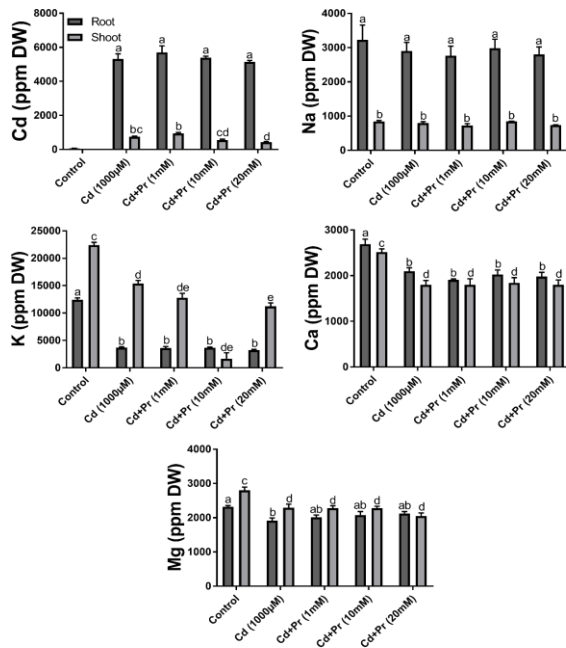 Root
Shoot
Cd (ppm DW)
6000
4000
2000
0
a a a a
bc b cd d
Control
Cd (1000µM)
Cd+Pr (1mM)
Cd+Pr (10mM)
Cd+Pr (20mM)
Na (ppm DW)
4000
3000
2000
1000
0
a a a a a
b b b b b
Control
Cd (1000µM)
Cd+Pr (1mM)
Cd+Pr (10mM)
Cd+Pr (20mM)
K (ppm DW)
25000
20000
15000
10000
5000
0
a c b d b de b de b e
Control
Cd (1000µM)
Cd+Pr (1mM)
Cd+Pr (10mM)
Cd+Pr (20mM)
Ca (ppm DW)
3000
2000
1000
0
a c b d b d b d b d
Control
Cd (1000µM)
Cd+Pr (1mM)
Cd+Pr (10mM)
Cd+Pr (20mM)
Mg (ppm DW)
4000
3000
2000
1000
0
a c b d ab d ab d ab d
Control
Cd (1000µM)
Cd+Pr (1mM)
Cd+Pr (10mM)
Cd+Pr (20mM)